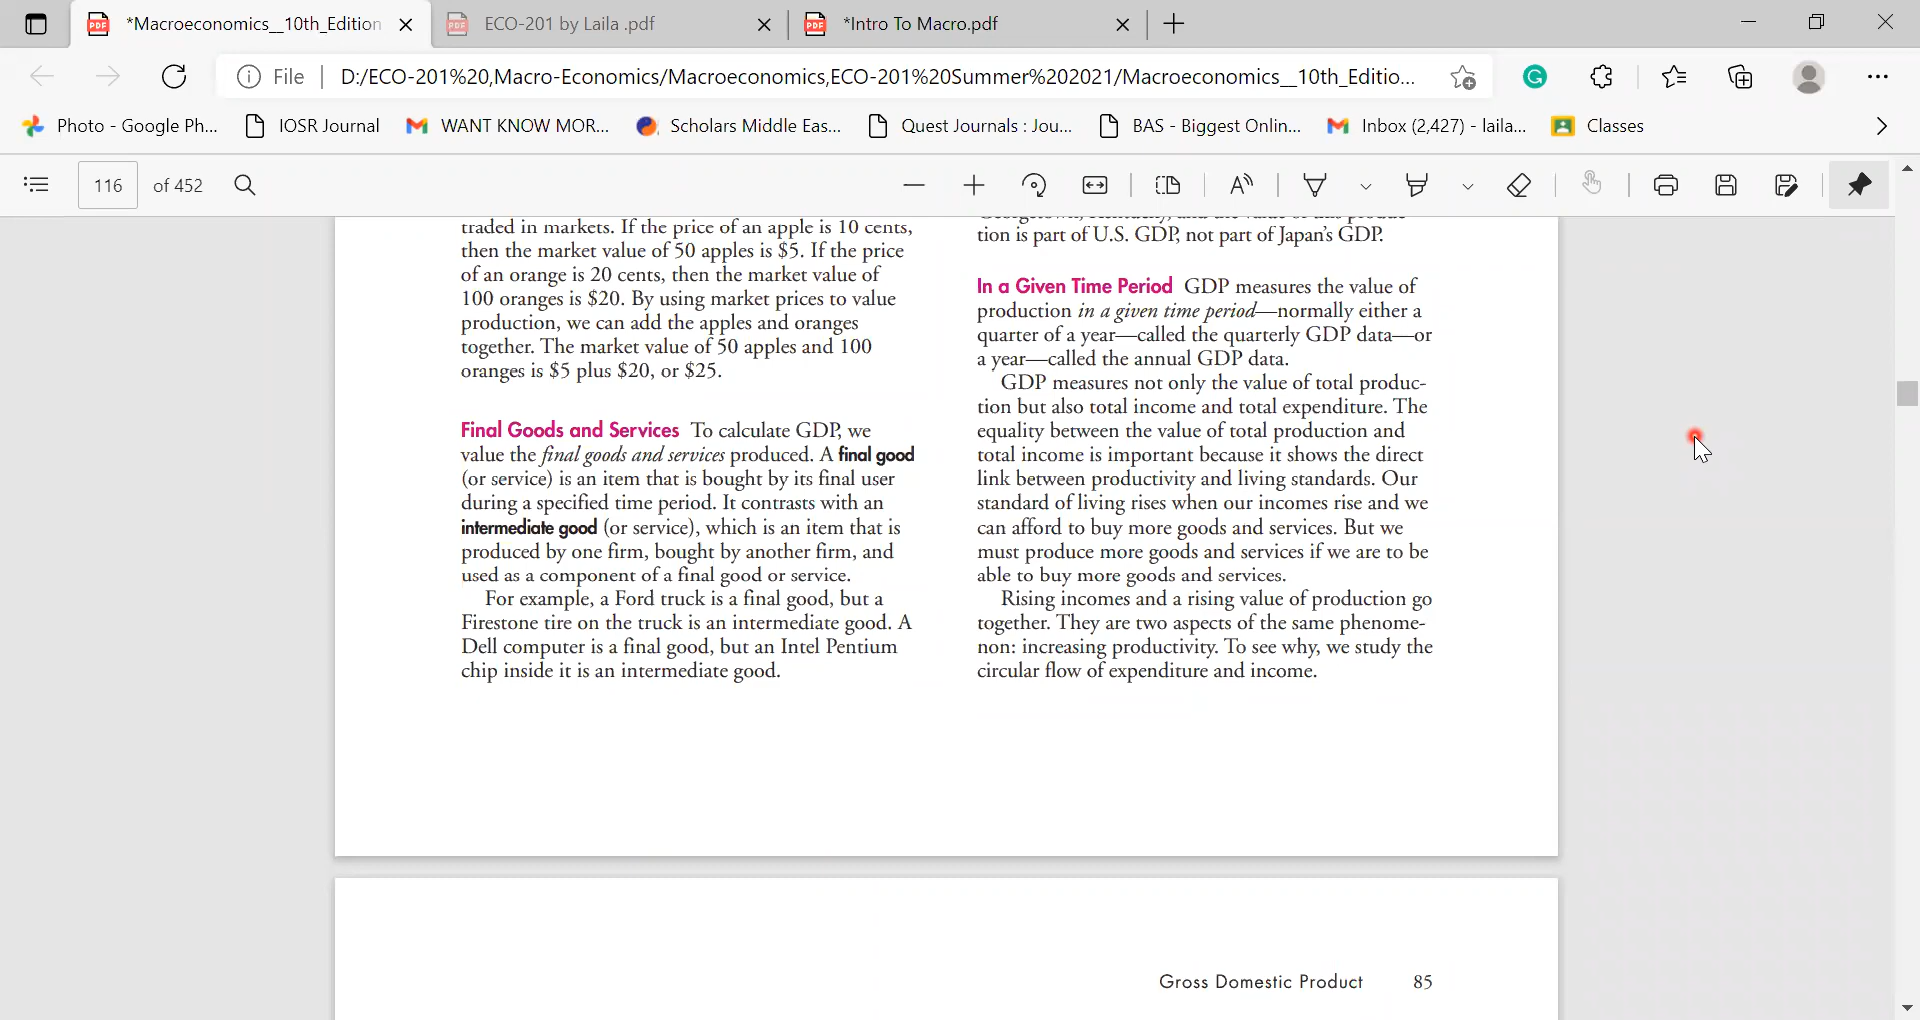 *Macroeconomics__10th_Edition
ECO-201 by Laila .pdf
*Intro To Macro.pdf
File
D:/ECO-201%20,Macro-Economics/Macroeconomics,ECO-201%20Summer%202021/Macroeconomics__10th_Editio...
Photo - Google Ph...
IOSR Journal
WANT KNOW MOR...
Scholars Middle Eas...
Quest Journals : Jou...
BAS - Biggest Onlin...
Inbox (2,427) - laila...
Classes
116 of 452
traded in markets. If the price of an apple is 10 cents,
then the market value of 50 apples is $5. If the price
of an orange is 20 cents, then the market value of
100 oranges is $20. By using market prices to value
production, we can add the apples and oranges
together. The market value of 50 apples and 100
oranges is $5 plus $20, or $25.
Final Goods and Services To calculate GDP, we
value the final goods and services produced. A final good
(or service) is an item that is bought by its final user
during a specified time period. It contrasts with an
intermediate good (or service), which is an item that is
produced by one firm, bought by another firm, and
used as a component of a final good or service.
For example, a Ford truck is a final good, but a
Firestone tire on the truck is an intermediate good. A
Dell computer is a final good, but an Intel Pentium
chip inside it is an intermediate good.
tion is part of U.S. GDP, not part of Japan's GDP.
In a Given Time Period GDP measures the value of
production in a given time period—normally either a
quarter of a year—called the quarterly GDP data—or
a year—called the annual GDP data.
GDP measures not only the value of total produc-
tion but also total income and total expenditure. The
equality between the value of total production and
total income is important because it shows the direct
link between productivity and living standards. Our
standard of living rises when our incomes rise and we
can afford to buy more goods and services. But we
must produce more goods and services if we are to be
able to buy more goods and services.
Rising incomes and a rising value of production go
together. They are two aspects of the same phenome-
non: increasing productivity. To see why, we study the
circular flow of expenditure and income.
Gross Domestic Product 85